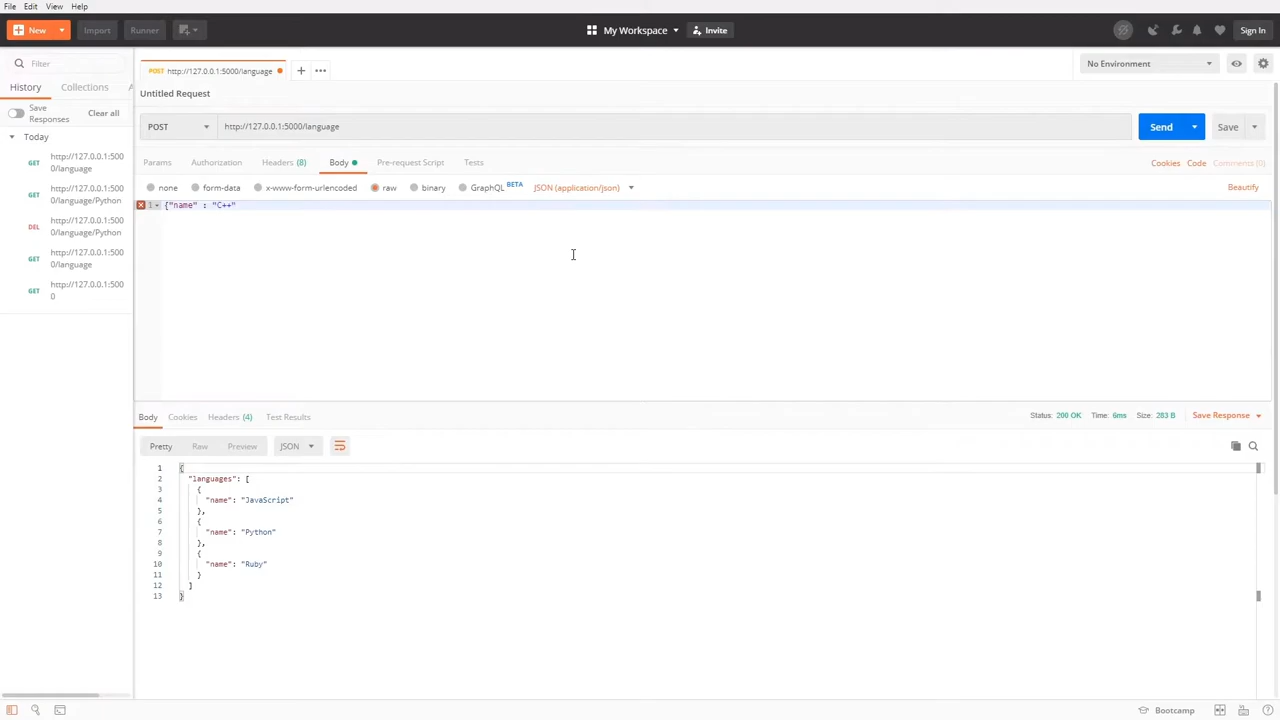 File Edit View Help
New Import Runner My Workspace Invite Sign In
Filter
History Collections A
Save Responses Clear all
Today
GET http://127.0.0.1:5000/language
GET http://127.0.0.1:5000/language/Python
DEL http://127.0.0.1:5000/language/Python
GET http://127.0.0.1:5000/language
GET http://127.0.0.1:5000
POST http://127.0.0.1:5000/language No Environment
Untitled Request
POST http://127.0.0.1:5000/language Send Save
Params Authorization Headers (8) Body Pre-request Script Tests Cookies Code Comments (0)
none form-data x-www-form-urlencoded raw binary GraphQL BETA JSON (application/json) Beautify
1 {"name" : "C++"
Body Cookies Headers (4) Test Results Status: 200 OK Time: 6ms Size: 283 B Save Response
Pretty Raw Preview JSON
1 {
2 "languages": [
3 {
4 "name": "JavaScript"
5 },
6 {
7 "name": "Python"
8 },
9 {
10 "name": "Ruby"
11 }
12 ]
13 }
Bootcamp